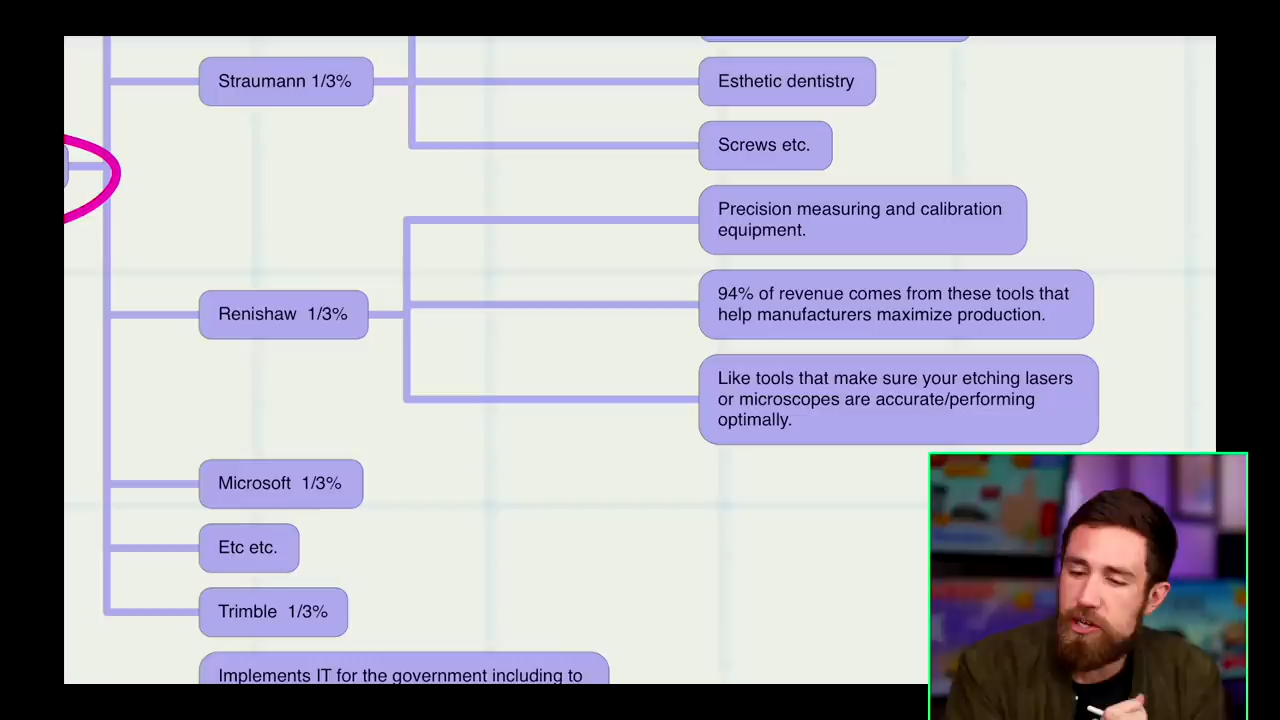 Straumann 1/3%
Esthetic dentistry
Screws etc.
Precision measuring and calibration
equipment.
Renishaw  1/3%
94% of revenue comes from these tools that
help manufacturers maximize production.
Like tools that make sure your etching lasers
or microscopes are accurate/performing
optimally.
Microsoft  1/3%
Etc etc.
Trimble  1/3%
Implements IT for the government including to